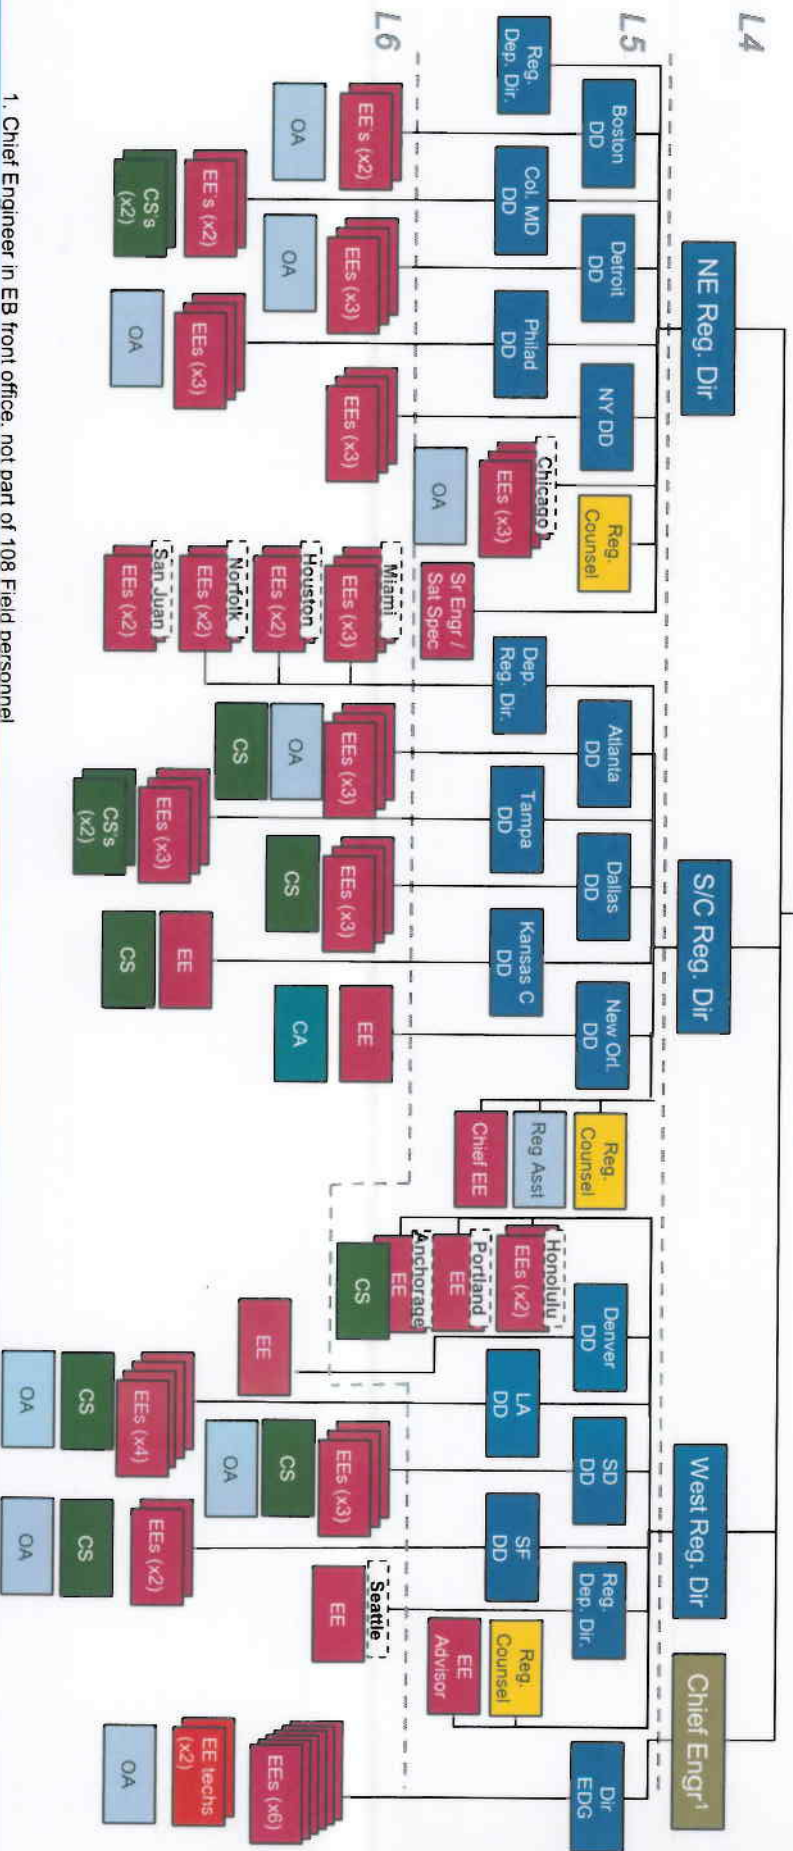 L4
NE Reg. Dir
S/C Reg. Dir
West Reg. Dir
Chief Engr1
L5
Reg.
Dep. Dir.
Boston
DD
Col. MD
DD
Detroit
DD
Philad
DD
NY DD
Reg.
Counsel
Chicago
EEs (x3)
OA
Sr Engr /
Sat Spec
Dep.
Reg. Dir.
Atlanta
DD
Tampa
DD
Dallas
DD
Kansas C
DD
New Orl.
DD
Reg.
Counsel
Reg Asst
Chief EE
Honolulu
EEs (x2)
Portland
EE
Anchorage
EE
CS
Denver
DD
LA
DD
SD
DD
SF
DD
Reg.
Dep. Dir.
Reg.
Counsel
EE
Advisor
Dir
EDG
L6
EE's (x2)
OA
EE's (x2)
CS's
(x2)
EEs (x3)
OA
EEs (x3)
OA
EEs (x3)
Miami
EEs (x3)
Houston
EEs (x2)
Norfolk
EEs (x2)
San Juan
EEs (x2)
EEs (x3)
OA
CS
EEs (x3)
CS's
(x2)
EEs (x3)
CS
EE
CS
EE
CA
EE
EEs (x4)
CS
OA
EEs (x3)
CS
OA
EEs (x2)
CS
OA
Seattle
EE
EEs (x6)
EE techs
(x2)
OA
1. Chief Engineer in EB front office, not part of 108 Field personnel